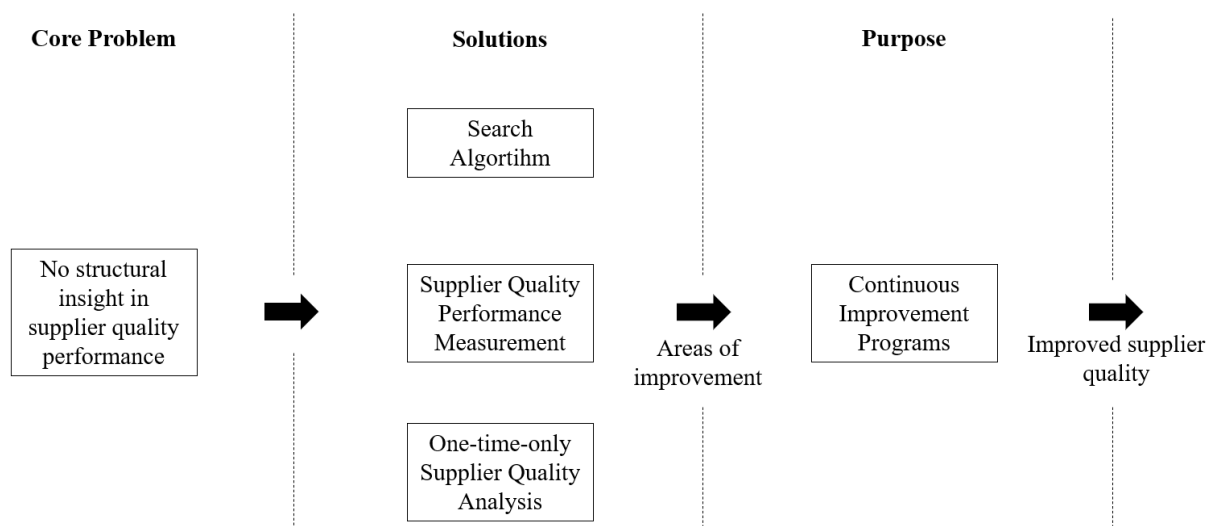 Core Problem
Solutions
Purpose
Search
Algortihm
No structural
insight in
supplier quality
performance
Supplier Quality
Performance
Measurement
Areas of
improvement
Continuous
Improvement
Programs
Improved supplier
quality
One-time-only
Supplier Quality
Analysis